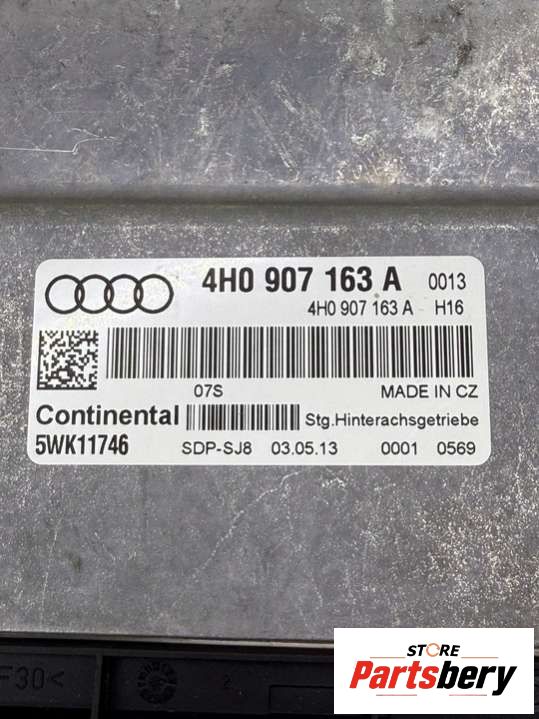 4H0 907 163 A 0013
4H0 907 163 A H16
07S MADE IN CZ
Continental Stg.Hinterachsgetriebe
5WK11746 SDP-SJ8 03.05.13 0001 0569
F30<
2
STORE
Partsbery